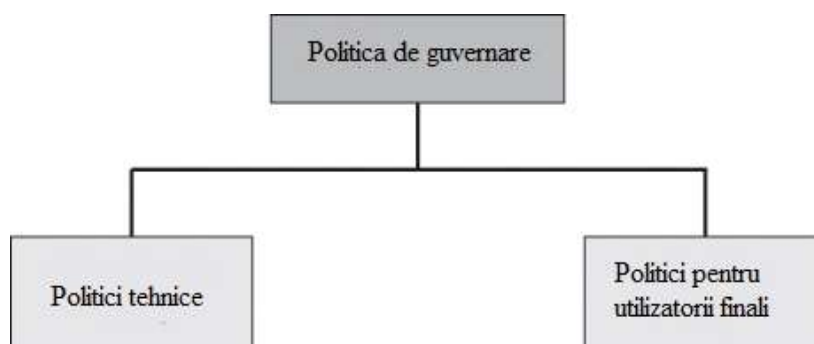 Politica de guvernare
Politici tehnice
Politici pentru
utilizatorii finali